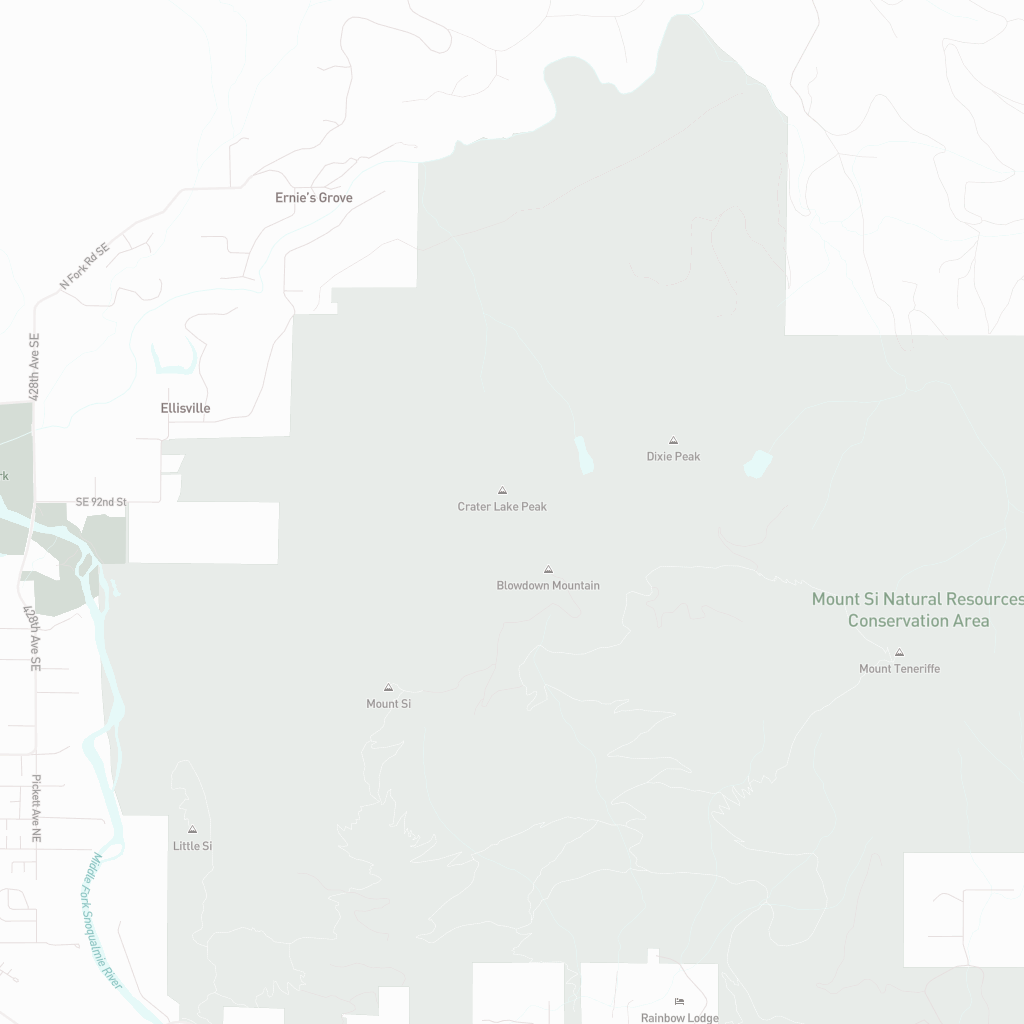 Ernie's Grove
N Fork Rd SE
428th Ave SE
Ellisville
Dixie Peak
rk
SE 92nd St
Crater Lake Peak
Blowdown Mountain
Mount Si Natural Resources
Conservation Area
428th Ave SE
Mount Teneriffe
Mount Si
Pickett Ave NE
Little Si
Middle Fork Snoqualmie River
Rainbow Lodge